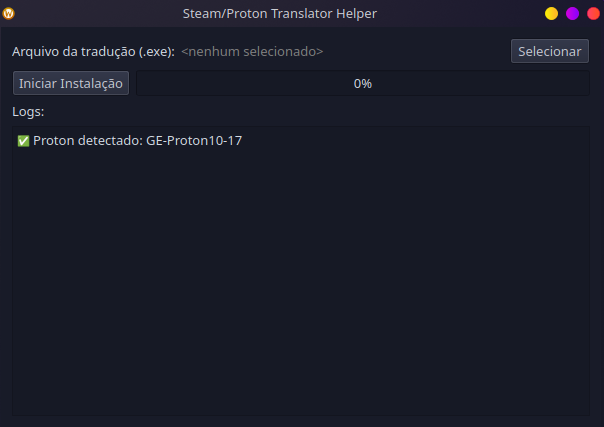 W
Steam/Proton Translator Helper
Arquivo da tradução (.exe): <nenhum selecionado> Selecionar
Iniciar Instalação 0%
Logs:
✅ Proton detectado: GE-Proton10-17